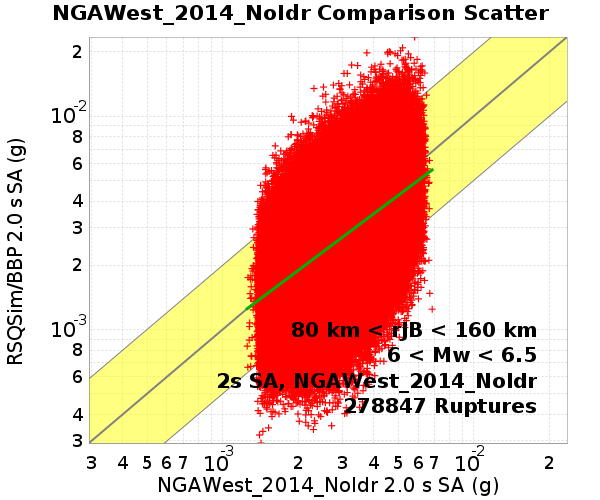 NGAWest_2014_NoIdr Comparison Scatter
RSQSim/BBP 2.0 s SA (g)
2
10-2
8
6
4
3
2
10-3
8
6
4
3
80 km < rJB < 160 km
6 < Mw < 6.5
2s SA, NGAWest_2014_NoIdr
278847 Ruptures
3 4 5 6 7 10-3 2 3 4 5 6 7 10-2 2
NGAWest_2014_NoIdr 2.0 s SA (g)